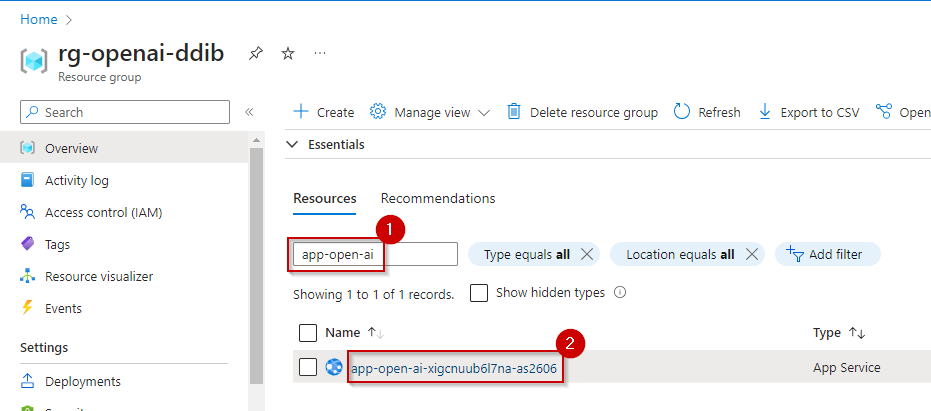 Home
rg-openai-ddib
Resource group
Search
Create
Manage view
Delete resource group
Refresh
Export to CSV
Open
Overview
Activity log
Access control (IAM)
Tags
Resource visualizer
Events
Settings
Deployments
Essentials
Resources
Recommendations
1
app-open-ai
Type equals all
Location equals all
Add filter
Showing 1 to 1 of 1 records.
Show hidden types
Name
Type
2
app-open-ai-xigcnuub6l7na-as2606
App Service